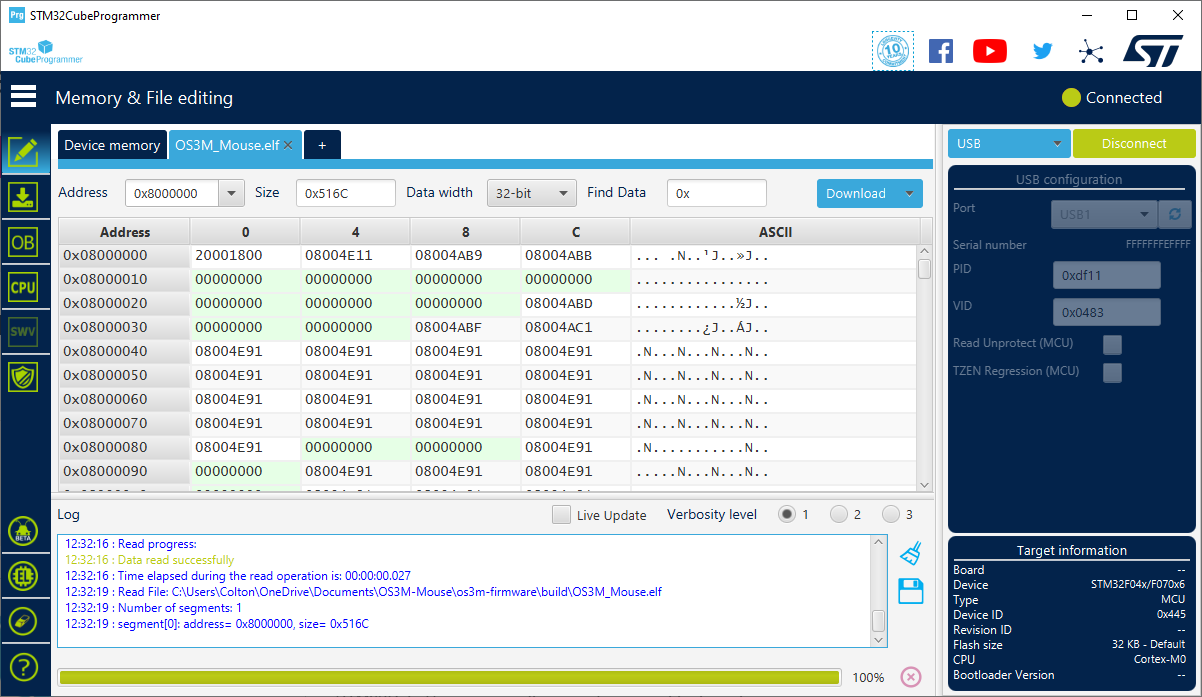 Prg STM32CubeProgrammer
STM32
CubeProgrammer
10
YEARS
Memory & File editing
Connected
Device memory OS3M_Mouse.elf × +
Address 0x8000000 Size 0x516C Data width 32-bit Find Data 0x Download
Address 0 4 8 C ASCII
0x08000000 20001800 08004E11 08004AB9 08004ABB ... .N..¹J..»J..
0x08000010 00000000 00000000 00000000 00000000 ................
0x08000020 00000000 00000000 00000000 08004ABD ............½J..
0x08000030 00000000 00000000 08004ABF 08004AC1 ........¿J..ÁJ..
0x08000040 08004E91 08004E91 08004E91 08004E91 .N...N...N...N..
0x08000050 08004E91 08004E91 08004E91 08004E91 .N...N...N...N..
0x08000060 08004E91 08004E91 08004E91 08004E91 .N...N...N...N..
0x08000070 08004E91 08004E91 08004E91 08004E91 .N...N...N...N..
0x08000080 08004E91 00000000 00000000 08004E91 .N...........N..
0x08000090 00000000 08004E91 08004E91 08004E91 .....N...N...N..
OB
CPU
SWV
BETA
EL
?
Log Live Update Verbosity level 1 2 3
12:32:16 : Read progress:
12:32:16 : Data read successfully
12:32:16 : Time elapsed during the read operation is: 00:00:00.027
12:32:19 : Read File: C:\Users\Colton\OneDrive\Documents\OS3M-Mouse\os3m-firmware\build\OS3M_Mouse.elf
12:32:19 : Number of segments: 1
12:32:19 : segment[0]: address= 0x8000000, size= 0x516C
100%
USB Disconnect
USB configuration
Port USB1
Serial number FFFFFFFEFFFF
PID 0xdf11
VID 0x0483
Read Unprotect (MCU)
TZEN Regression (MCU)
Target information
Board --
Device STM32F04x/F070x6
Type MCU
Device ID 0x445
Revision ID --
Flash size 32 KB - Default
CPU Cortex-M0
Bootloader Version --